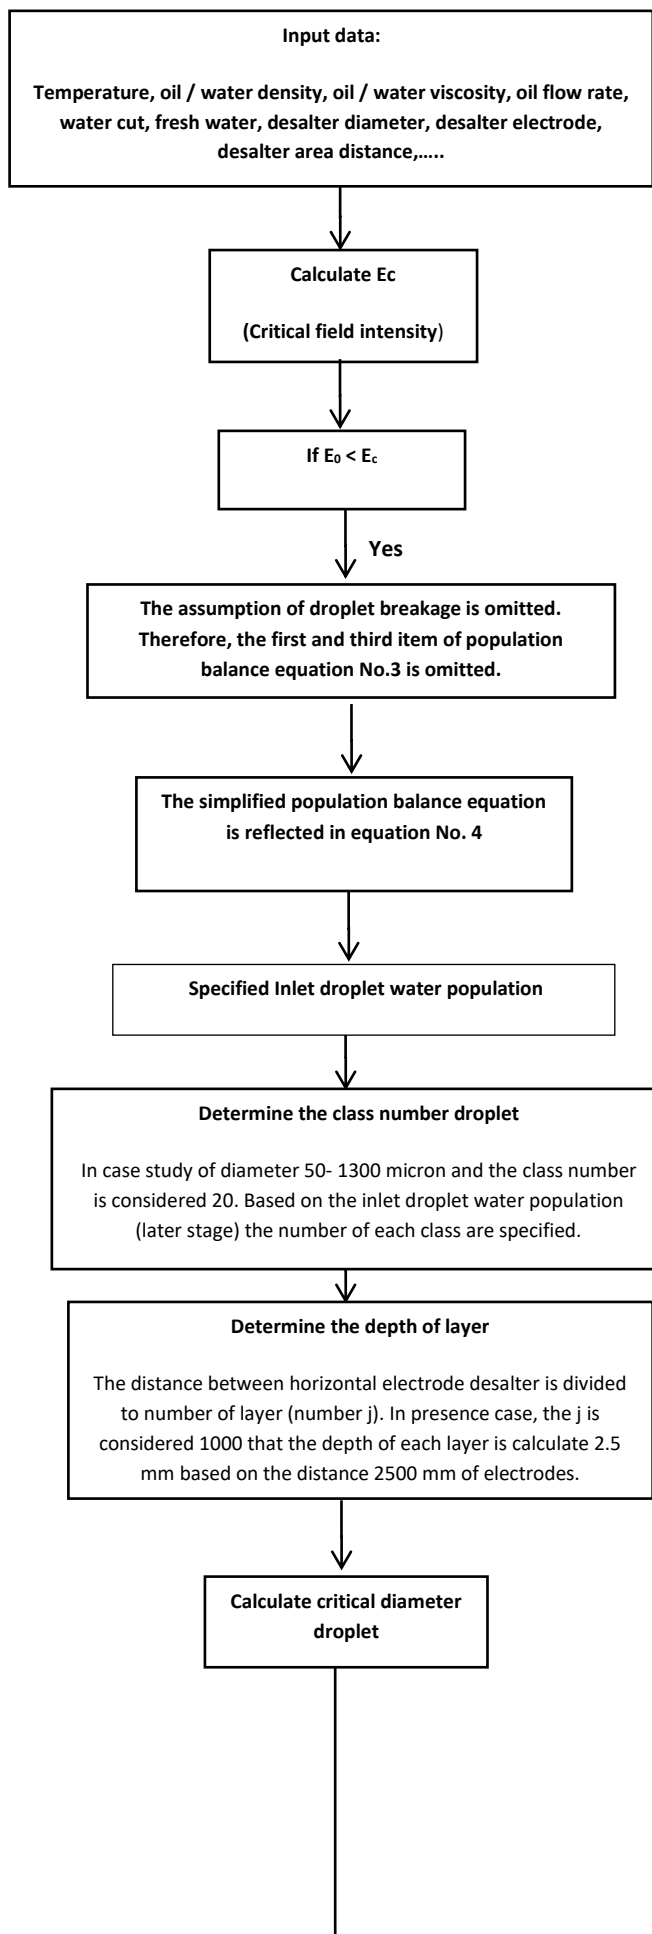 Input data:
Temperature, oil / water density, oil / water viscosity, oil flow rate,
water cut, fresh water, desalter diameter, desalter electrode,
desalter area distance,.....
Calculate Ec
(Critical field intensity)
If E₀ < E꜀
Yes
The assumption of droplet breakage is omitted.
Therefore, the first and third item of population
balance equation No.3 is omitted.
The simplified population balance equation
is reflected in equation No. 4
Specified Inlet droplet water population
Determine the class number droplet
In case study of diameter 50- 1300 micron and the class number
is considered 20. Based on the inlet droplet water population
(later stage) the number of each class are specified.
Determine the depth of layer
The distance between horizontal electrode desalter is divided
to number of layer (number j). In presence case, the j is
considered 1000 that the depth of each layer is calculate 2.5
mm based on the distance 2500 mm of electrodes.
Calculate critical diameter
droplet